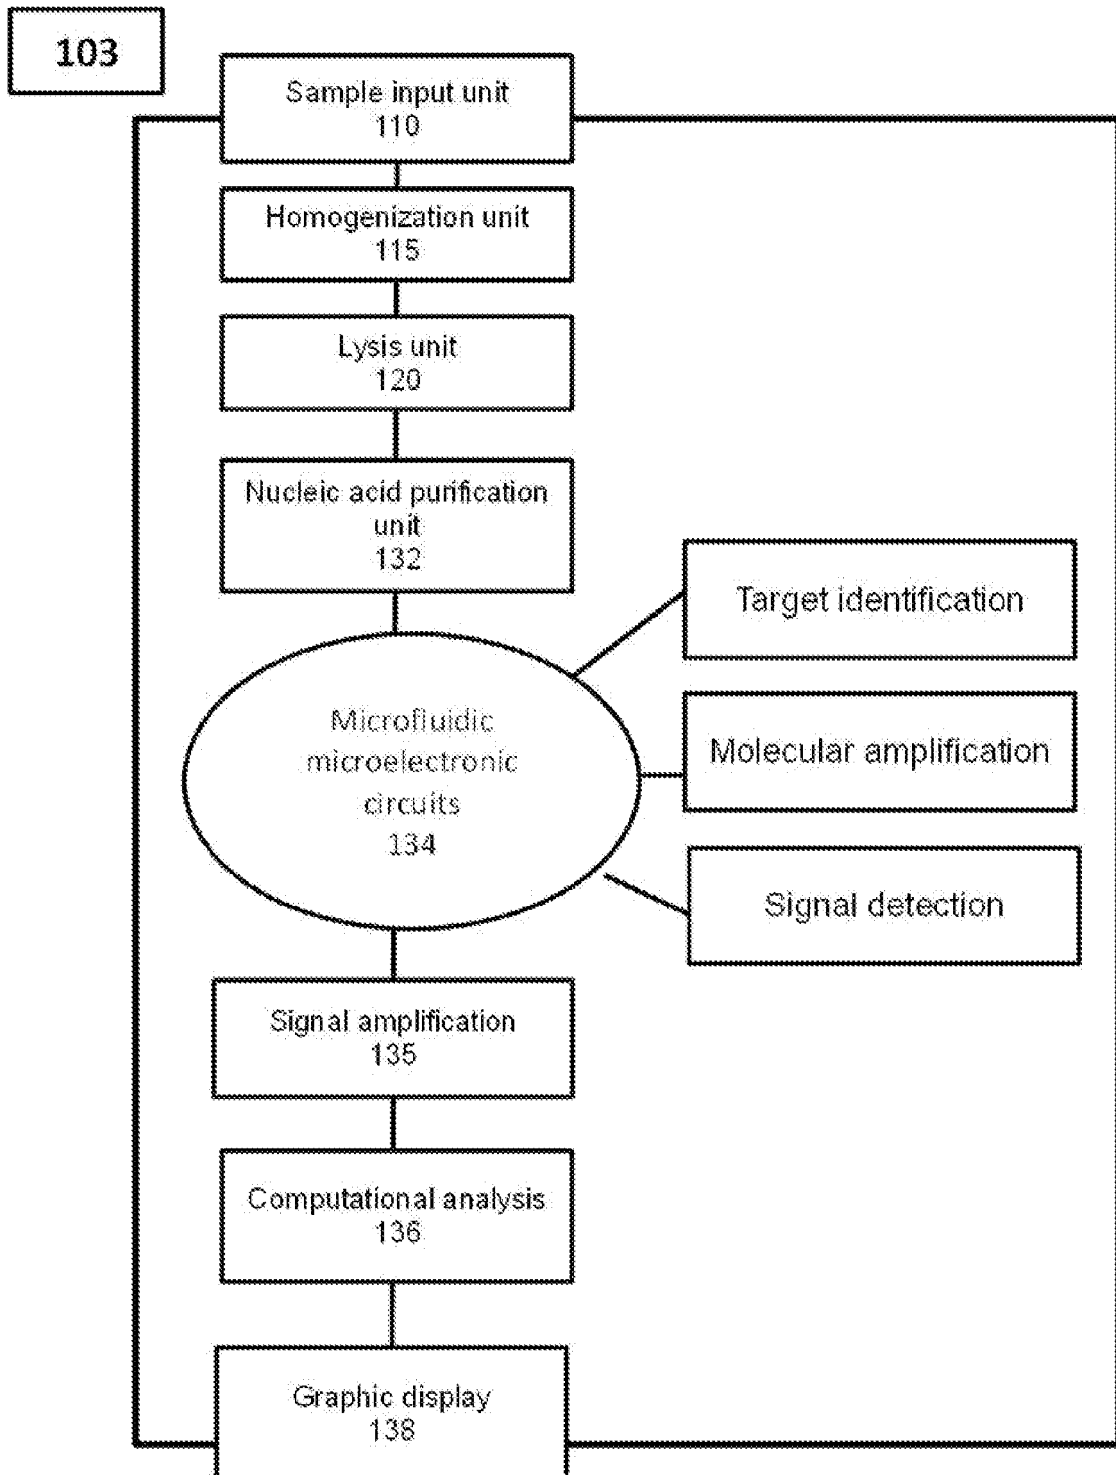 103
Sample input unit
110
Homogenization unit
115
Lysis unit
120
Nucleic acid purification
unit
132
Microfluidic
microelectronic
circuits
134
Target identification
Molecular amplification
Signal detection
Signal amplification
135
Computational analysis
136
Graphic display
138